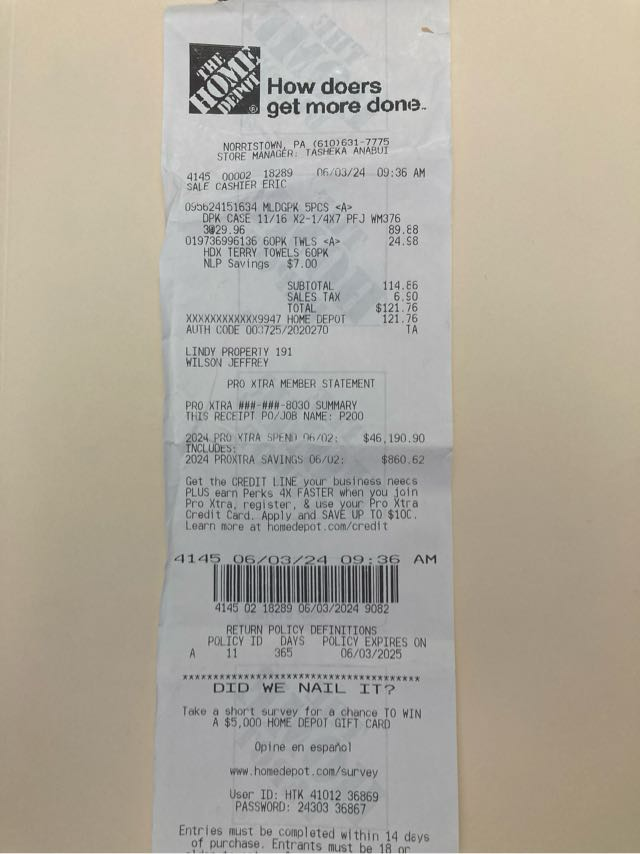 THE
HOME
DEPOT
®
How doers
get more done.™
NORRISTOWN, PA (610)631-7775
STORE MANAGER: TASHEKA ANABUI
4145 00002 18289 06/03/24 09:36 AM
SALE CASHIER ERIC
095624151634 MLDGPK 5PCS <A>
DPK CASE 11/16 X2-1/4X7 PFJ WM376
3@29.96 89.88
019736996136 60PK TWLS <A> 24.98
HDX TERRY TOWELS 60PK
NLP Savings $7.00
SUBTOTAL 114.86
SALES TAX 6.90
TOTAL $121.76
XXXXXXXXXXXX9947 HOME DEPOT 121.76
AUTH CODE 003725/2020270 TA
LINDY PROPERTY 191
WILSON JEFFREY
PRO XTRA MEMBER STATEMENT
PRO XTRA ###-###-8030 SUMMARY
THIS RECEIPT PO/JOB NAME: P200
2024 PRO XTRA SPEND 06/02: $46,190.90
INCLUDES:
2024 PROXTRA SAVINGS 06/02: $860.62
Get the CREDIT LINE your business needs
PLUS earn Perks 4X FASTER when you join
Pro Xtra, register, & use your Pro Xtra
Credit Card. Apply and SAVE UP TO $100.
Learn more at homedepot.com/credit
4145 06/03/24 09:36 AM
4145 02 18289 06/03/2024 9082
RETURN POLICY DEFINITIONS
POLICY ID DAYS POLICY EXPIRES ON
A 11 365 06/03/2025
****************************************
DID WE NAIL IT?
Take a short survey for a chance TO WIN
A $5,000 HOME DEPOT GIFT CARD
Opine en español
www.homedepot.com/survey
User ID: HTK 41012 36869
PASSWORD: 24303 36867
Entries must be completed within 14 days
of purchase. Entrants must be 18 or